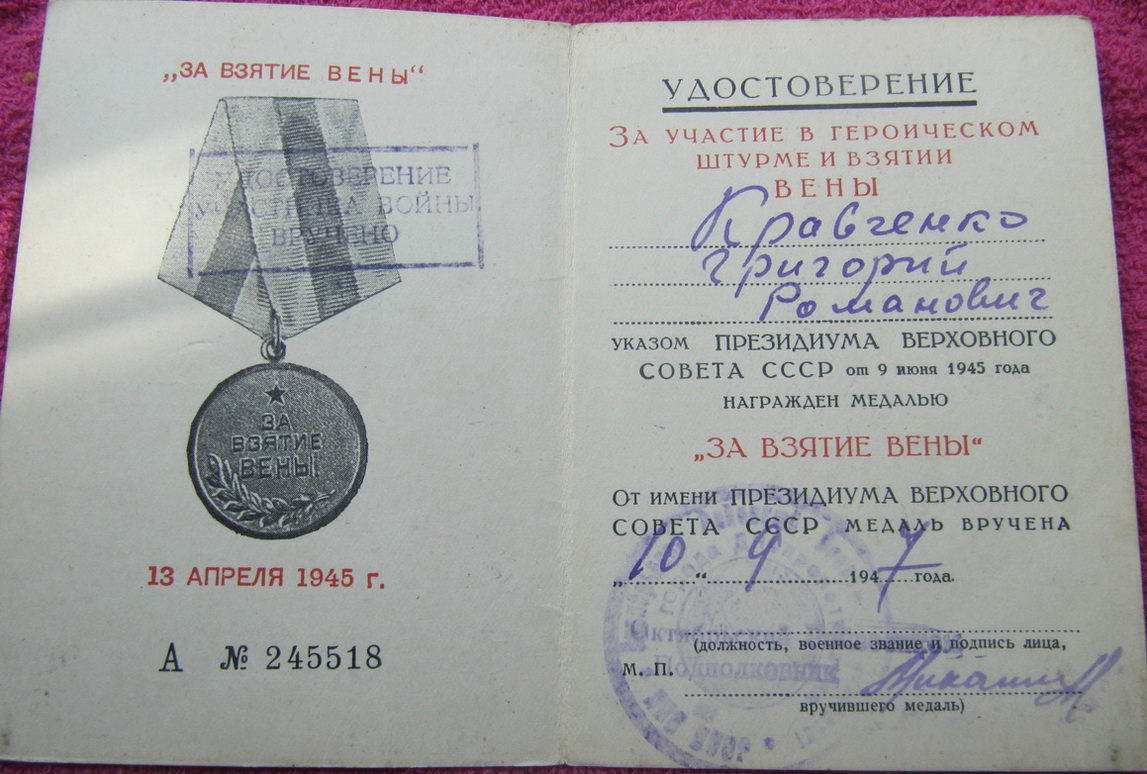 „ЗА ВЗЯТИЕ ВЕНЫ“
УДОСТОВЕРЕНИЕ
УЧАСТНИКА ВОЙНЫ
ВРУЧЕНО
ЗА
ВЗЯТИЕ
ВЕНЫ
13 АПРЕЛЯ 1945 г.
А № 245518
УДОСТОВЕРЕНИЕ
ЗА УЧАСТИЕ В ГЕРОИЧЕСКОМ
ШТУРМЕ И ВЗЯТИИ
ВЕНЫ
Кравченко
Григорий
Романович
УКАЗОМ ПРЕЗИДИУМА ВЕРХОВНОГО
СОВЕТА СССР от 9 июня 1945 года
НАГРАЖДЕН МЕДАЛЬЮ
„ЗА ВЗЯТИЕ ВЕНЫ“
ОТ ИМЕНИ ПРЕЗИДИУМА ВЕРХОВНОГО
СОВЕТА СССР МЕДАЛЬ ВРУЧЕНА
„10“ 9 1947 года.
(должность, военное звание и подпись лица,
М. П.
Подполковник
вручившего медаль)